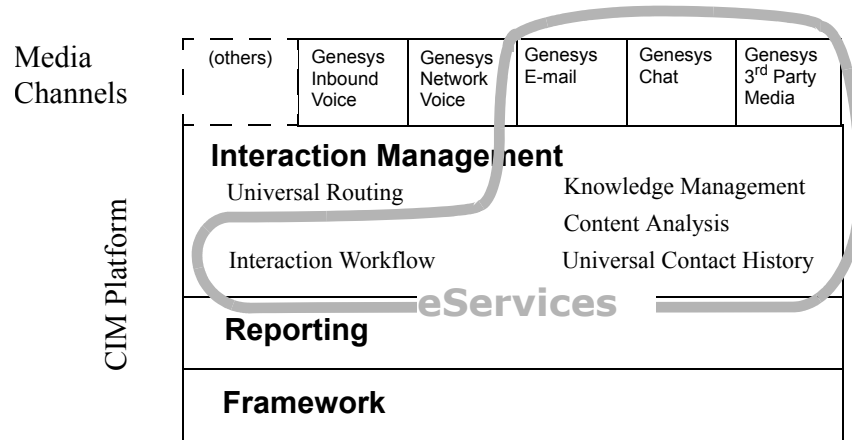 Media
Channels
(others)
Genesys
Inbound
Voice
Genesys
Network
Voice
Genesys
E-mail
Genesys
Chat
Genesys
3rd Party
Media
CIM Platform
Interaction Management
Universal Routing
Knowledge Management
Content Analysis
Interaction Workflow
Universal Contact History
eServices
Reporting
Framework